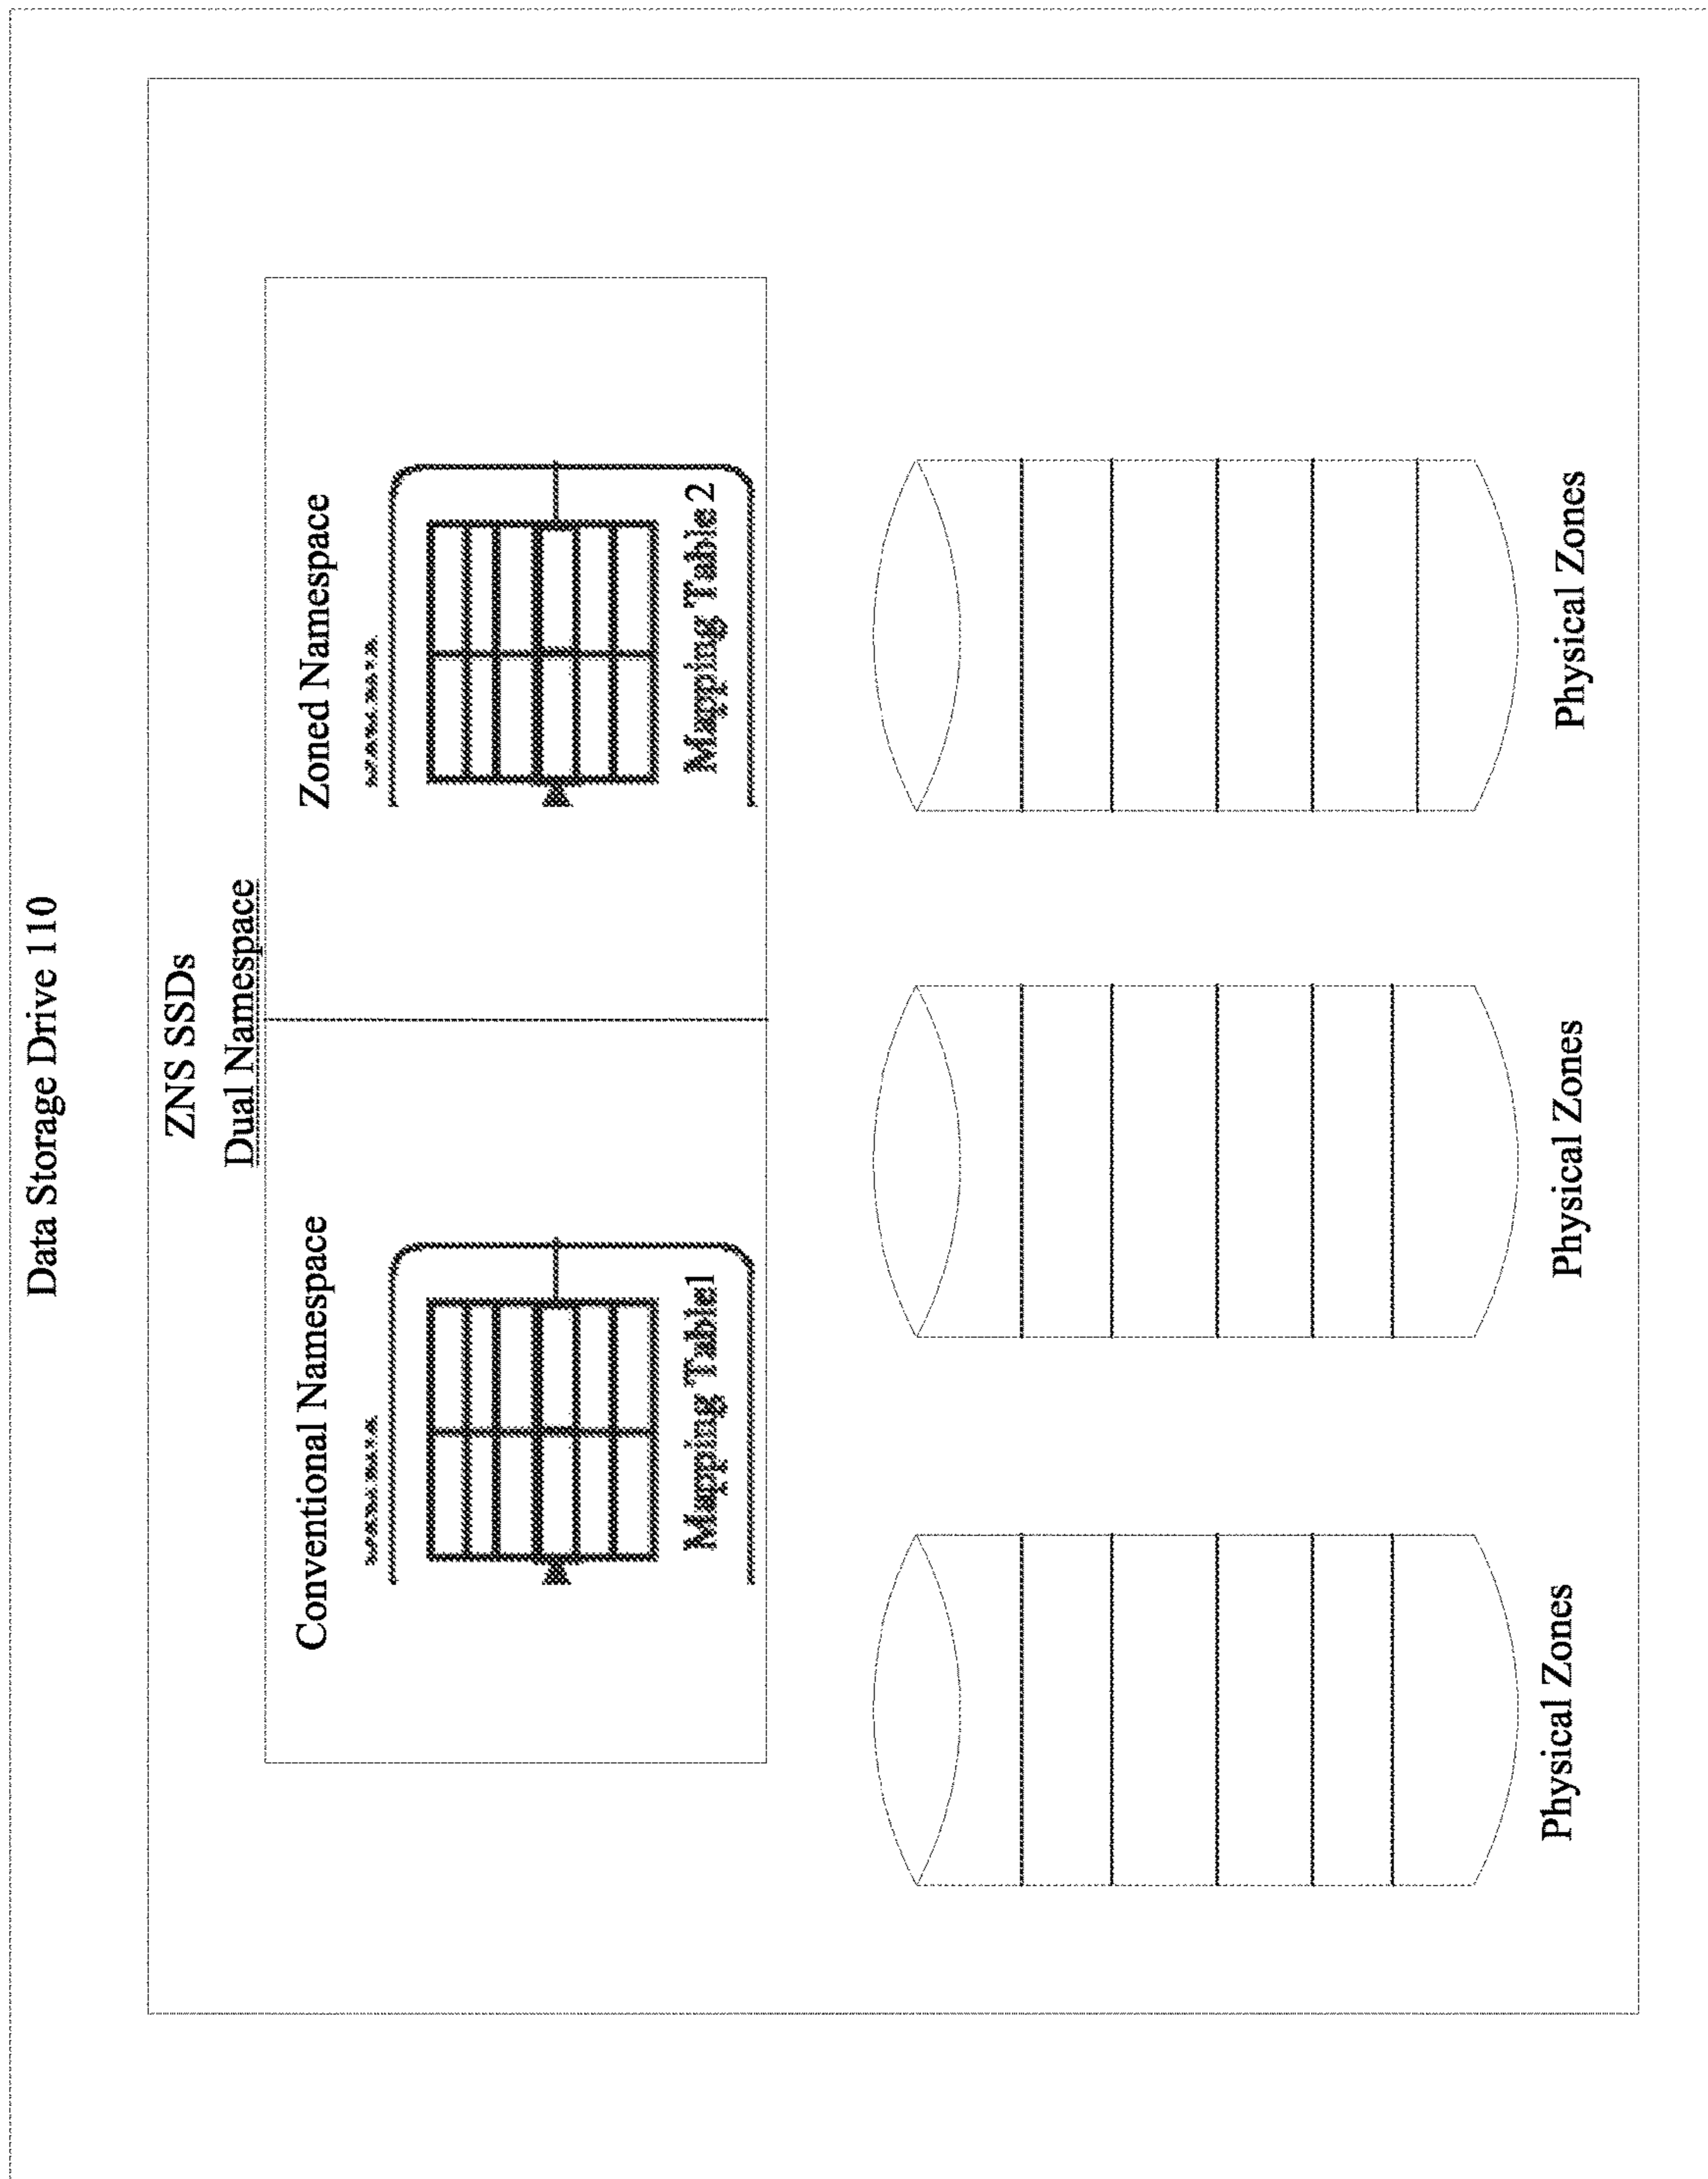 Data Storage Drive 110
ZNS SSDs
Dual Namespace
Conventional Namespace
Zoned Namespace
Mapping Table1
Mapping Table 2
Physical Zones
Physical Zones
Physical Zones